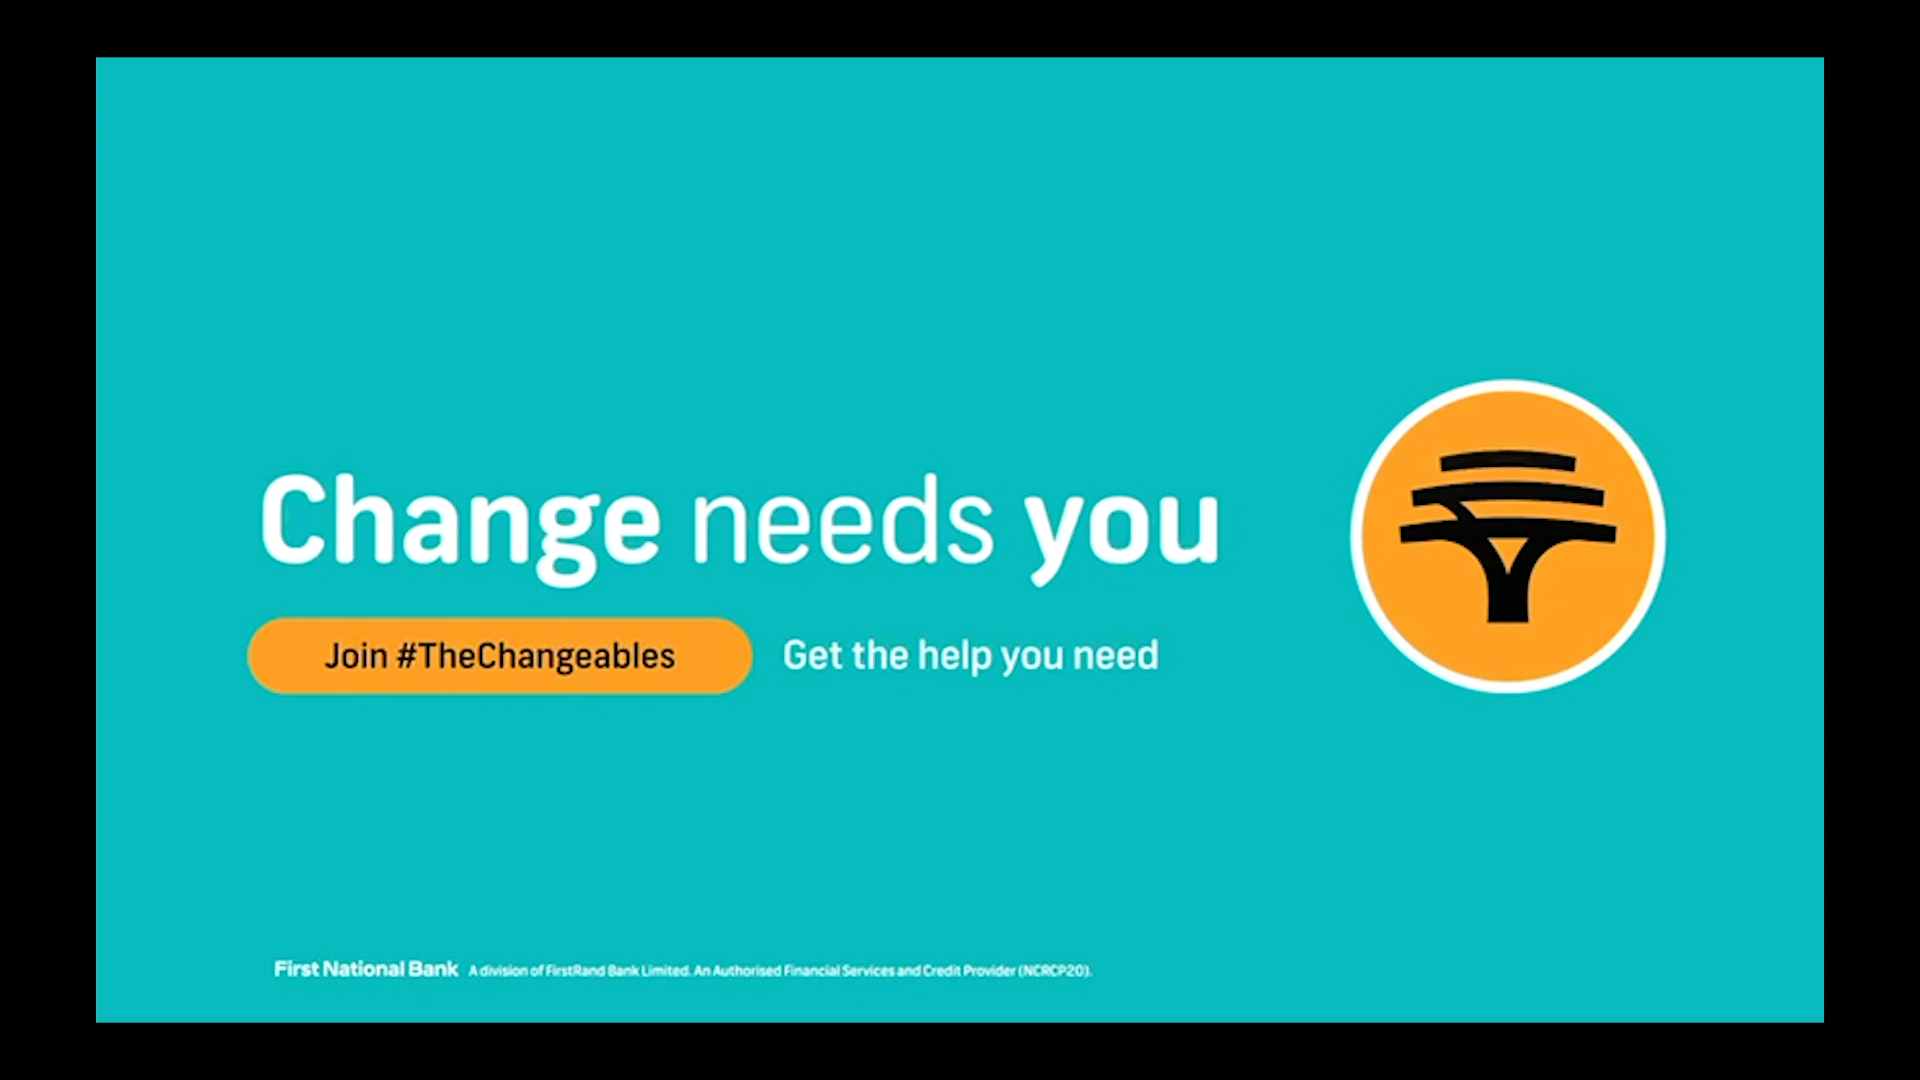 Change needs you
Join #TheChangeables
Get the help you need
First National Bank A division of FirstRand Bank Limited. An Authorised Financial Services and Credit Provider (NCRCP20).